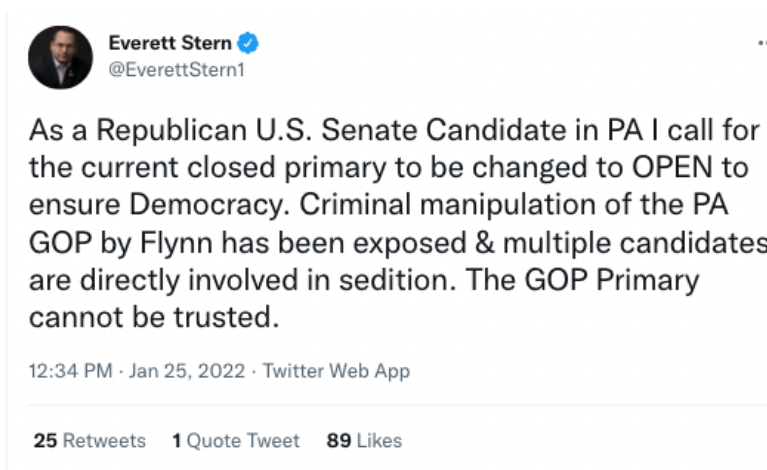 Everett Stern
@EverettStern1
As a Republican U.S. Senate Candidate in PA I call for
the current closed primary to be changed to OPEN to
ensure Democracy. Criminal manipulation of the PA
GOP by Flynn has been exposed & multiple candidates
are directly involved in sedition. The GOP Primary
cannot be trusted.
12:34 PM · Jan 25, 2022 · Twitter Web App
25 Retweets 1 Quote Tweet 89 Likes